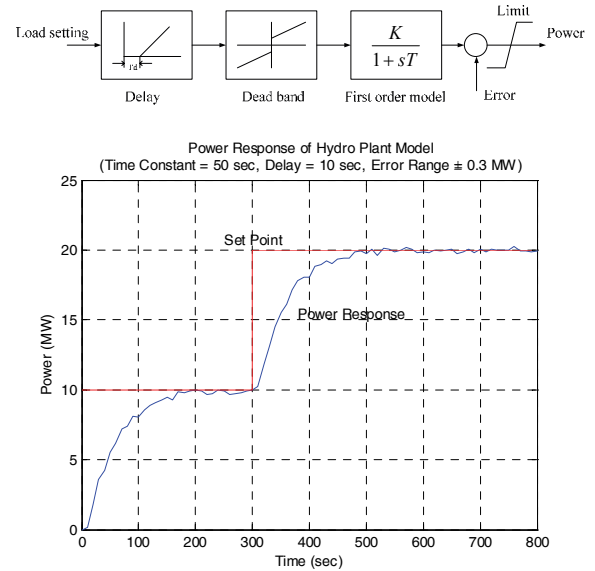 Limit
Load setting
Power
Td
K
1+sT
Delay
Dead band
First order model
Error
Power Response of Hydro Plant Model
(Time Constant = 50 sec, Delay = 10 sec, Error Range ± 0.3 MW)
25
20
15
10
5
0
Power (MW)
Set Point
Power Response
0 100 200 300 400 500 600 700 800
Time (sec)